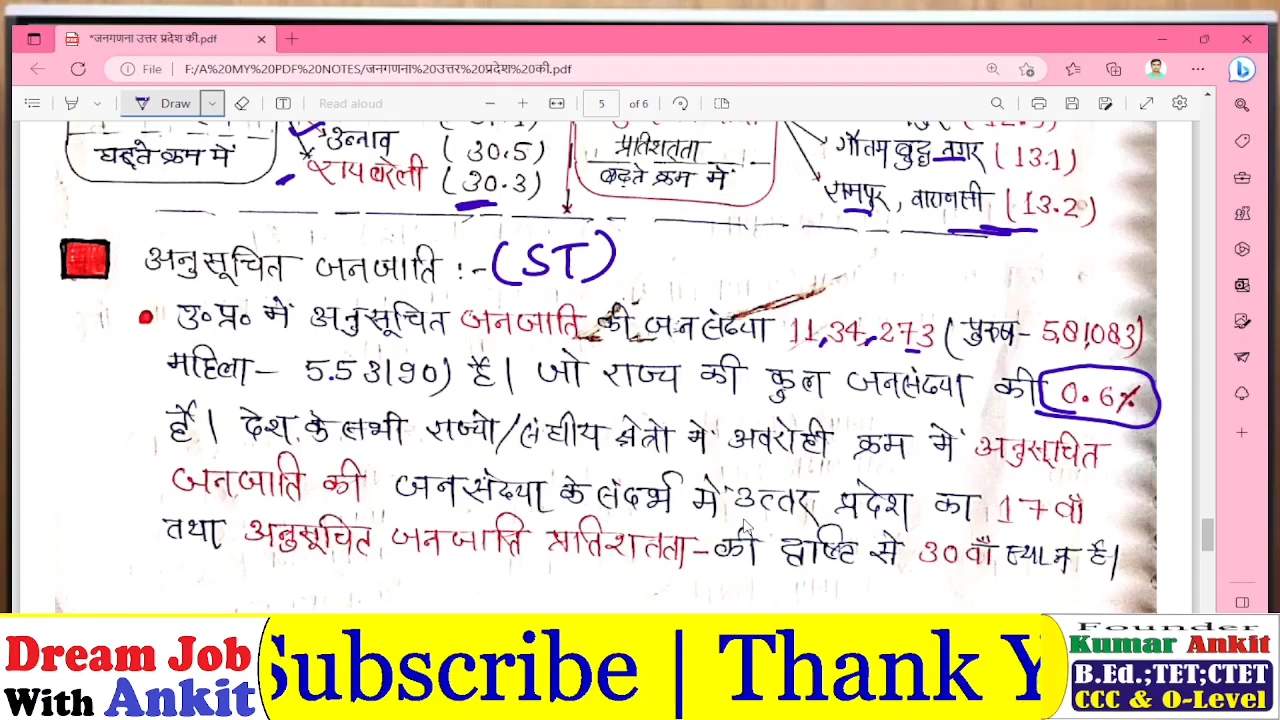 *जनगणना उत्तर प्रदेश की.pdf
File F:/A%20MY%20PDF%20NOTES/जनगणना%20उत्तर%20प्रदेश%20की.pdf
Draw Read aloud 5 of 6
उन्नाव (30.5)
घटते क्रम में रायबरेली (30.3)
प्रतिशतता
बढ़ते क्रम में
गौतम बुद्ध नगर (13.1)
रामपुर, वाराणसी (13.2)
अनुसूचित जनजाति :- (ST)
• उ०प्र० में अनुसूचित जनजाति की जनसंख्या 11,34,273 (पुरुष- 5,81,083)
महिला- 5.53190) है। जो राज्य की कुल जनसंख्या की 0.6%
है। देश के सभी राज्यो/संघीय क्षेत्रो में अवरोही क्रम में अनुसूचित
जनजाति की जनसंख्या के संदर्भ में उत्तर प्रदेश का 17वाँ
तथा अनुसूचित जनजाति प्रतिशतता-की दृष्टि से 30वाँ स्थान है।
Dream Job
With Ankit
Subscribe | Thank Y
Founder
Kumar Ankit
B.Ed.;TET;CTET
CCC & O-Level